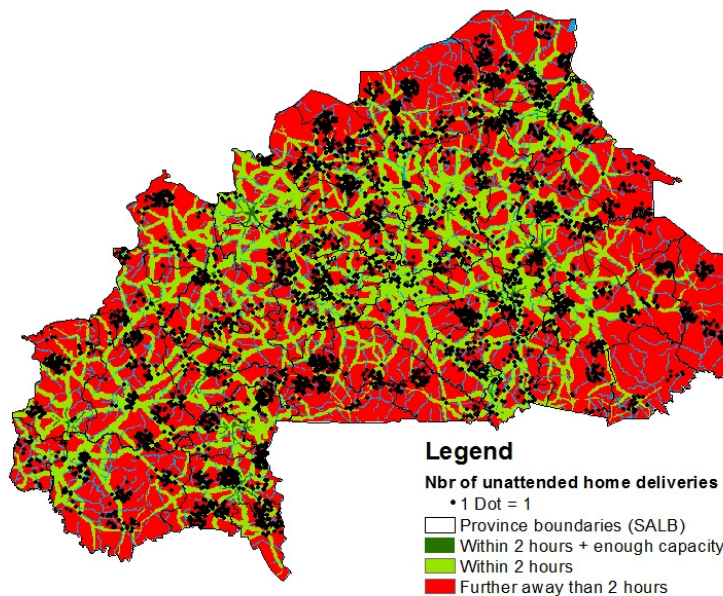 Legend
Nbr of unattended home deliveries
1 Dot = 1
Province boundaries (SALB)
Within 2 hours + enough capacity
Within 2 hours
Further away than 2 hours